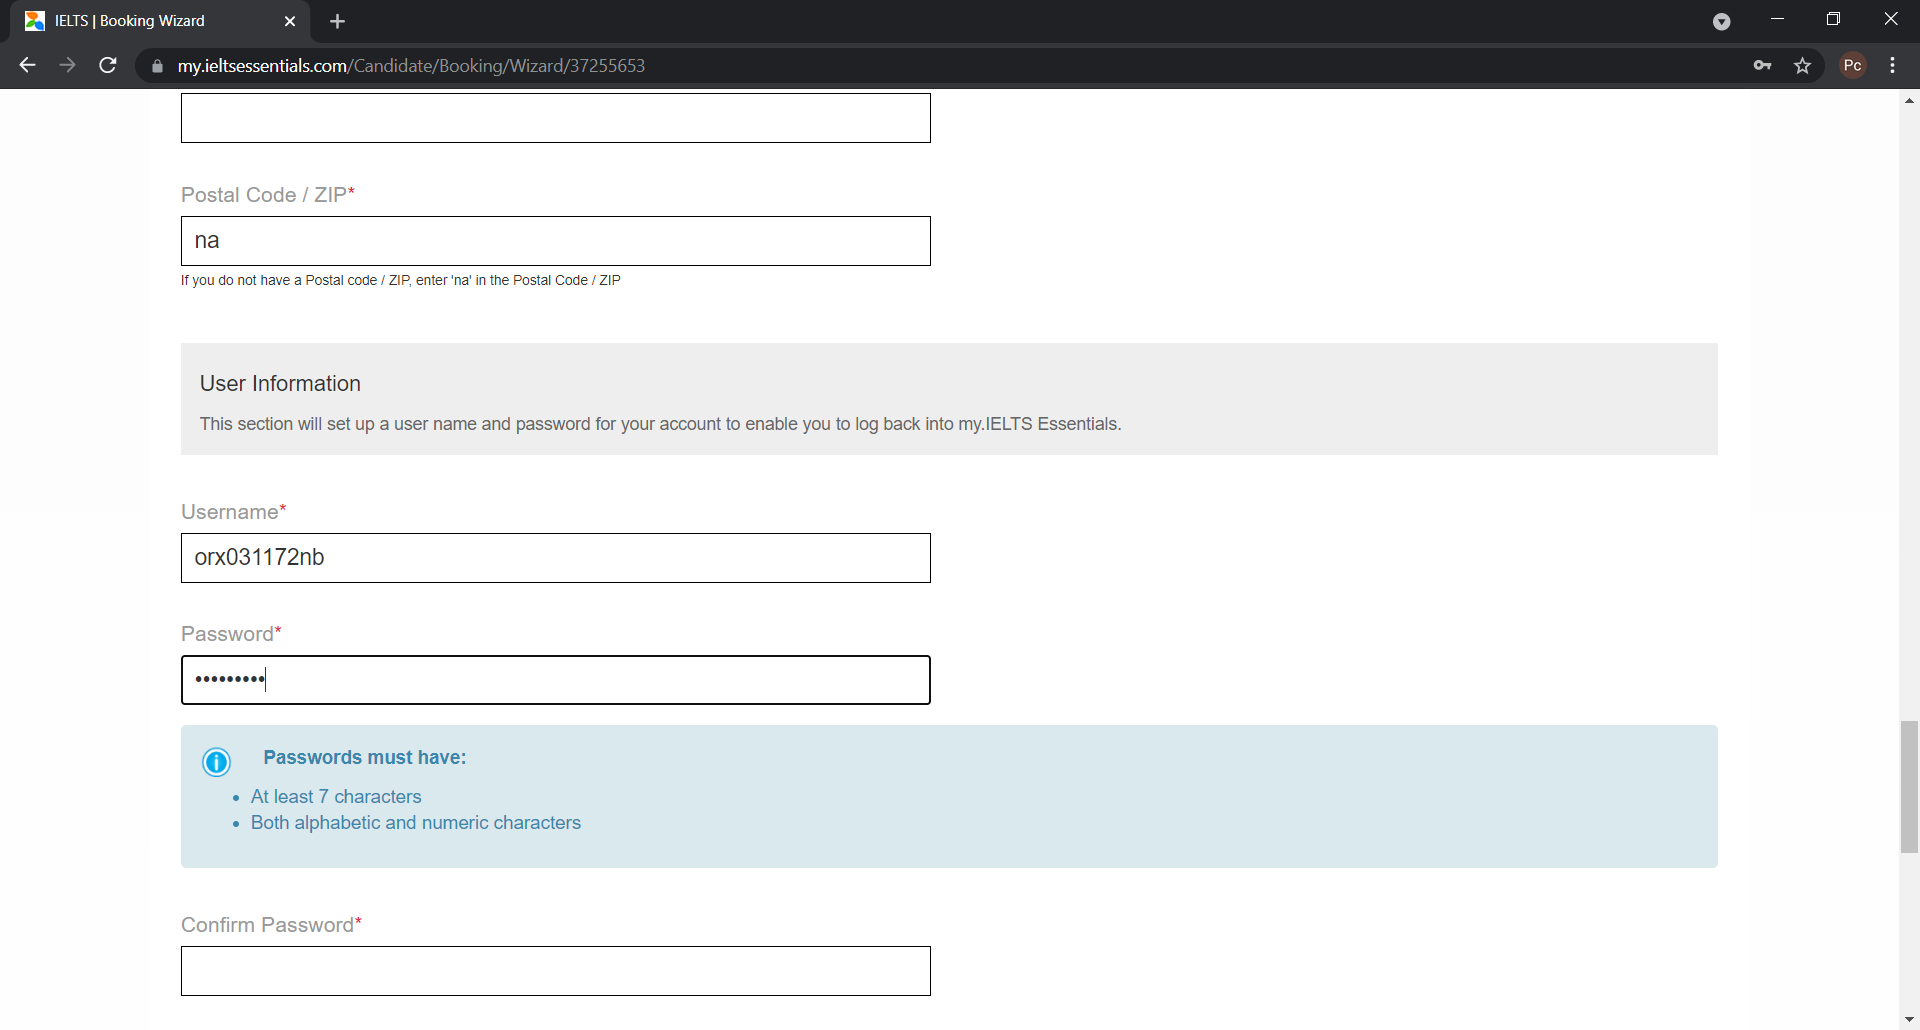 IELTS | Booking Wizard
my.ieltsessentials.com/Candidate/Booking/Wizard/37255653
Pc
Postal Code / ZIP*
na
If you do not have a Postal code / ZIP, enter 'na' in the Postal Code / ZIP
User Information
This section will set up a user name and password for your account to enable you to log back into my.IELTS Essentials.
Username*
orx031172nb
Password*
•••••••••
Passwords must have:
• At least 7 characters
• Both alphabetic and numeric characters
Confirm Password*